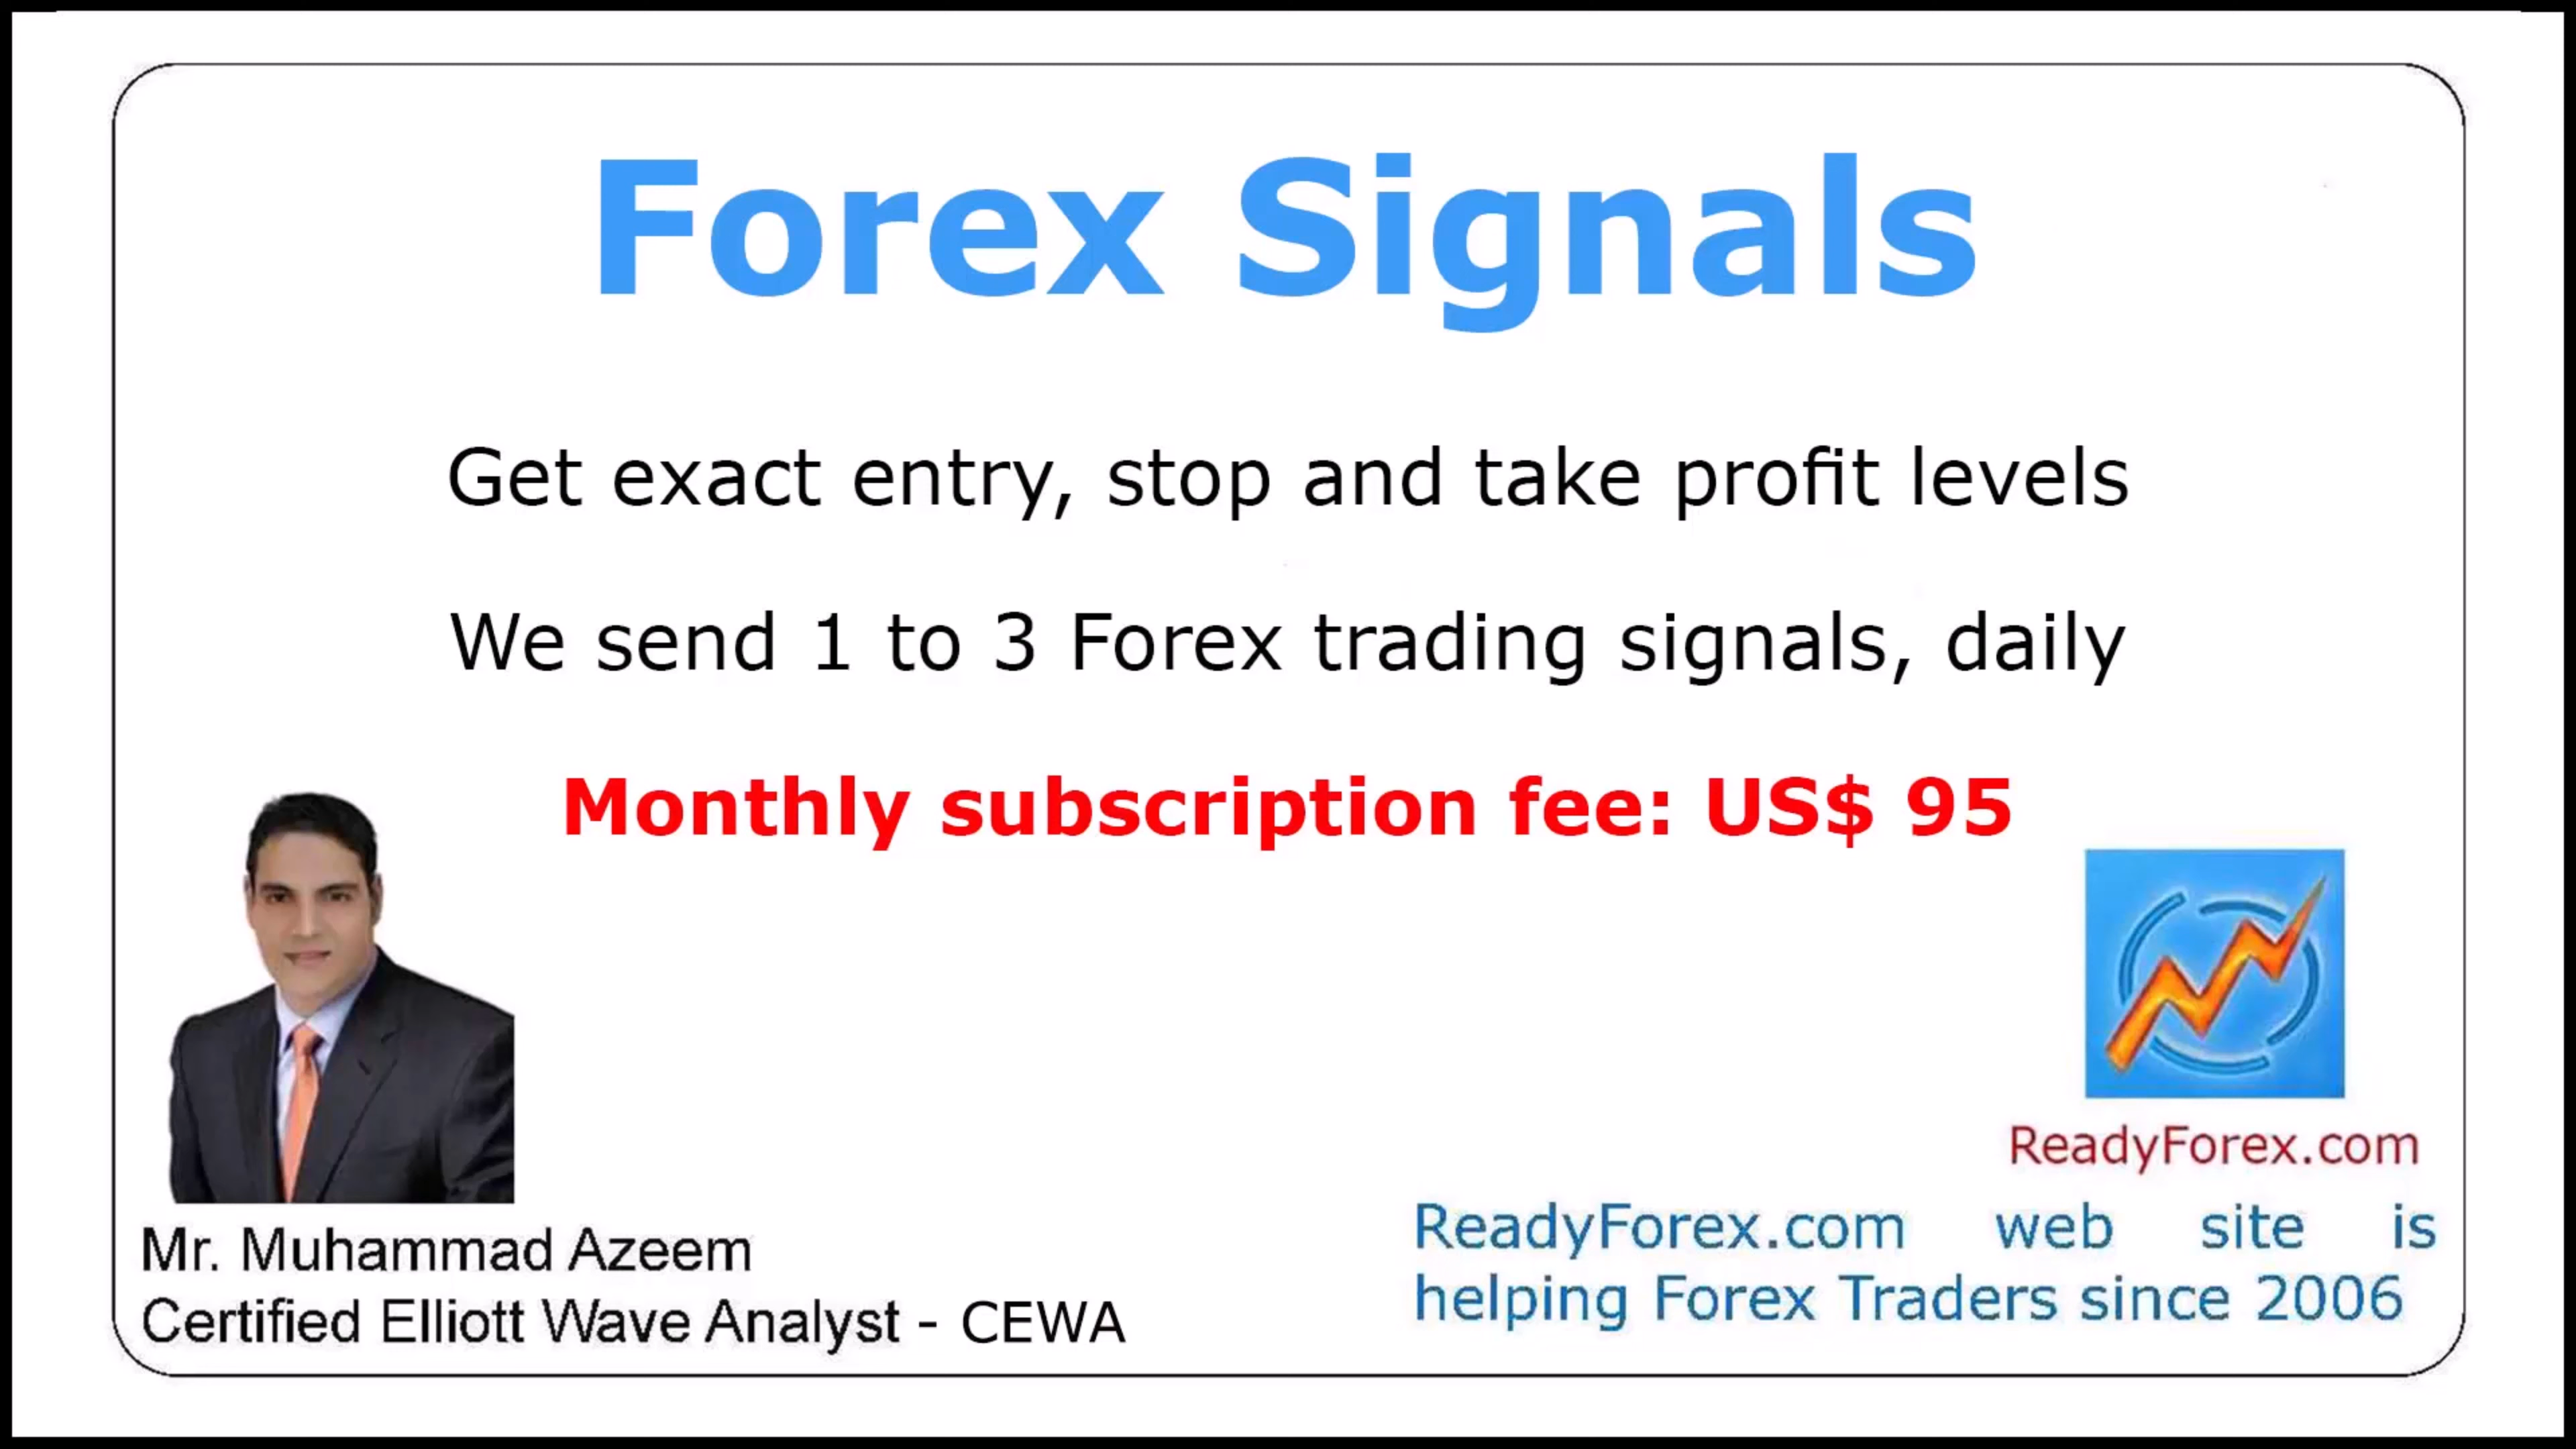 Forex Signals
Get exact entry, stop and take profit levels
We send 1 to 3 Forex trading signals, daily
Monthly subscription fee: US$ 95
ReadyForex.com
Mr. Muhammad Azeem
Certified Elliott Wave Analyst - CEWA
ReadyForex.com web site is
helping Forex Traders since 2006